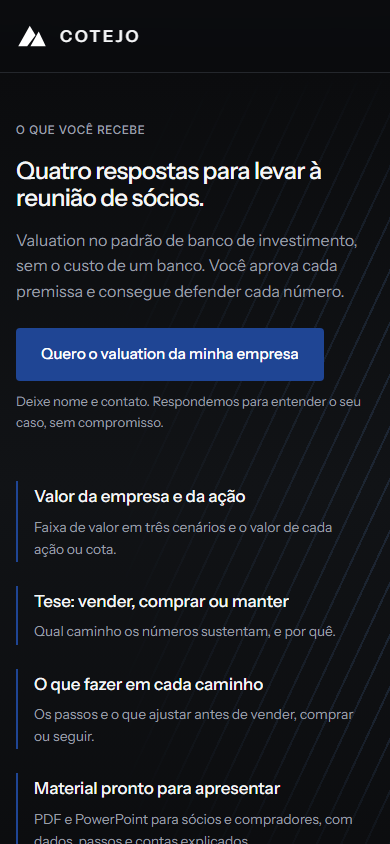 COTEJO
O QUE VOCÊ RECEBE
Quatro respostas para levar à
reunião de sócios.
Valuation no padrão de banco de investimento,
sem o custo de um banco. Você aprova cada
premissa e consegue defender cada número.
Quero o valuation da minha empresa
Deixe nome e contato. Respondemos para entender o seu
caso, sem compromisso.
Valor da empresa e da ação
Faixa de valor em três cenários e o valor de cada
ação ou cota.
Tese: vender, comprar ou manter
Qual caminho os números sustentam, e por quê.
O que fazer em cada caminho
Os passos e o que ajustar antes de vender, comprar
ou seguir.
Material pronto para apresentar
PDF e PowerPoint para sócios e compradores, com
dados, passos e contas explicados.